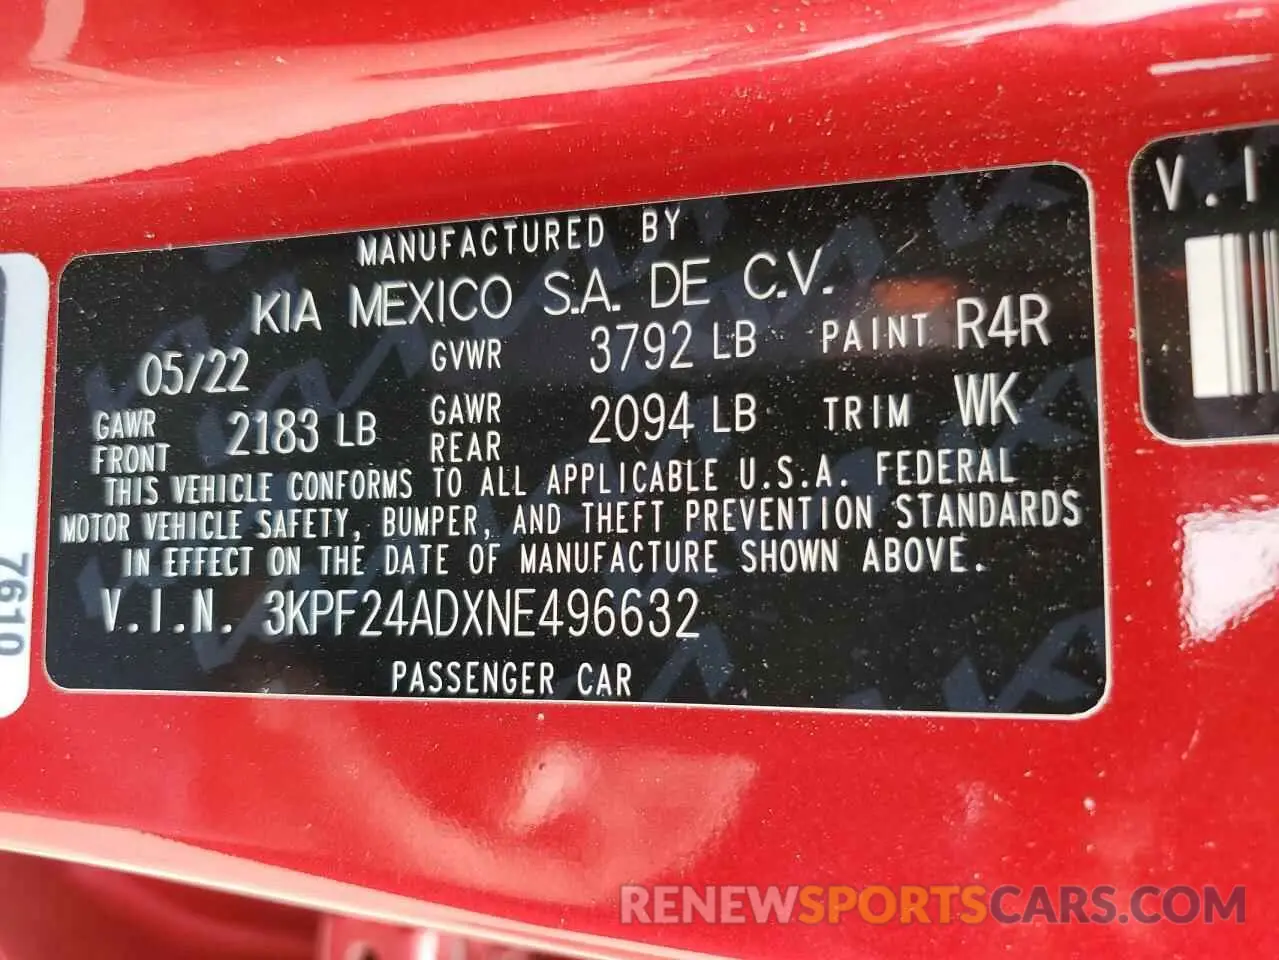 MANUFACTURED BY
KIA MEXICO S.A. DE C.V.
05/22 GVWR 3792 LB PAINT R4R
GAWR FRONT 2183 LB GAWR REAR 2094 LB TRIM WK
THIS VEHICLE CONFORMS TO ALL APPLICABLE U.S.A. FEDERAL
MOTOR VEHICLE SAFETY, BUMPER, AND THEFT PREVENTION STANDARDS
IN EFFECT ON THE DATE OF MANUFACTURE SHOWN ABOVE.
V.I.N. 3KPF24ADXNE496632
PASSENGER CAR
V.I
7610
RENEWSPORTSCARS.COM